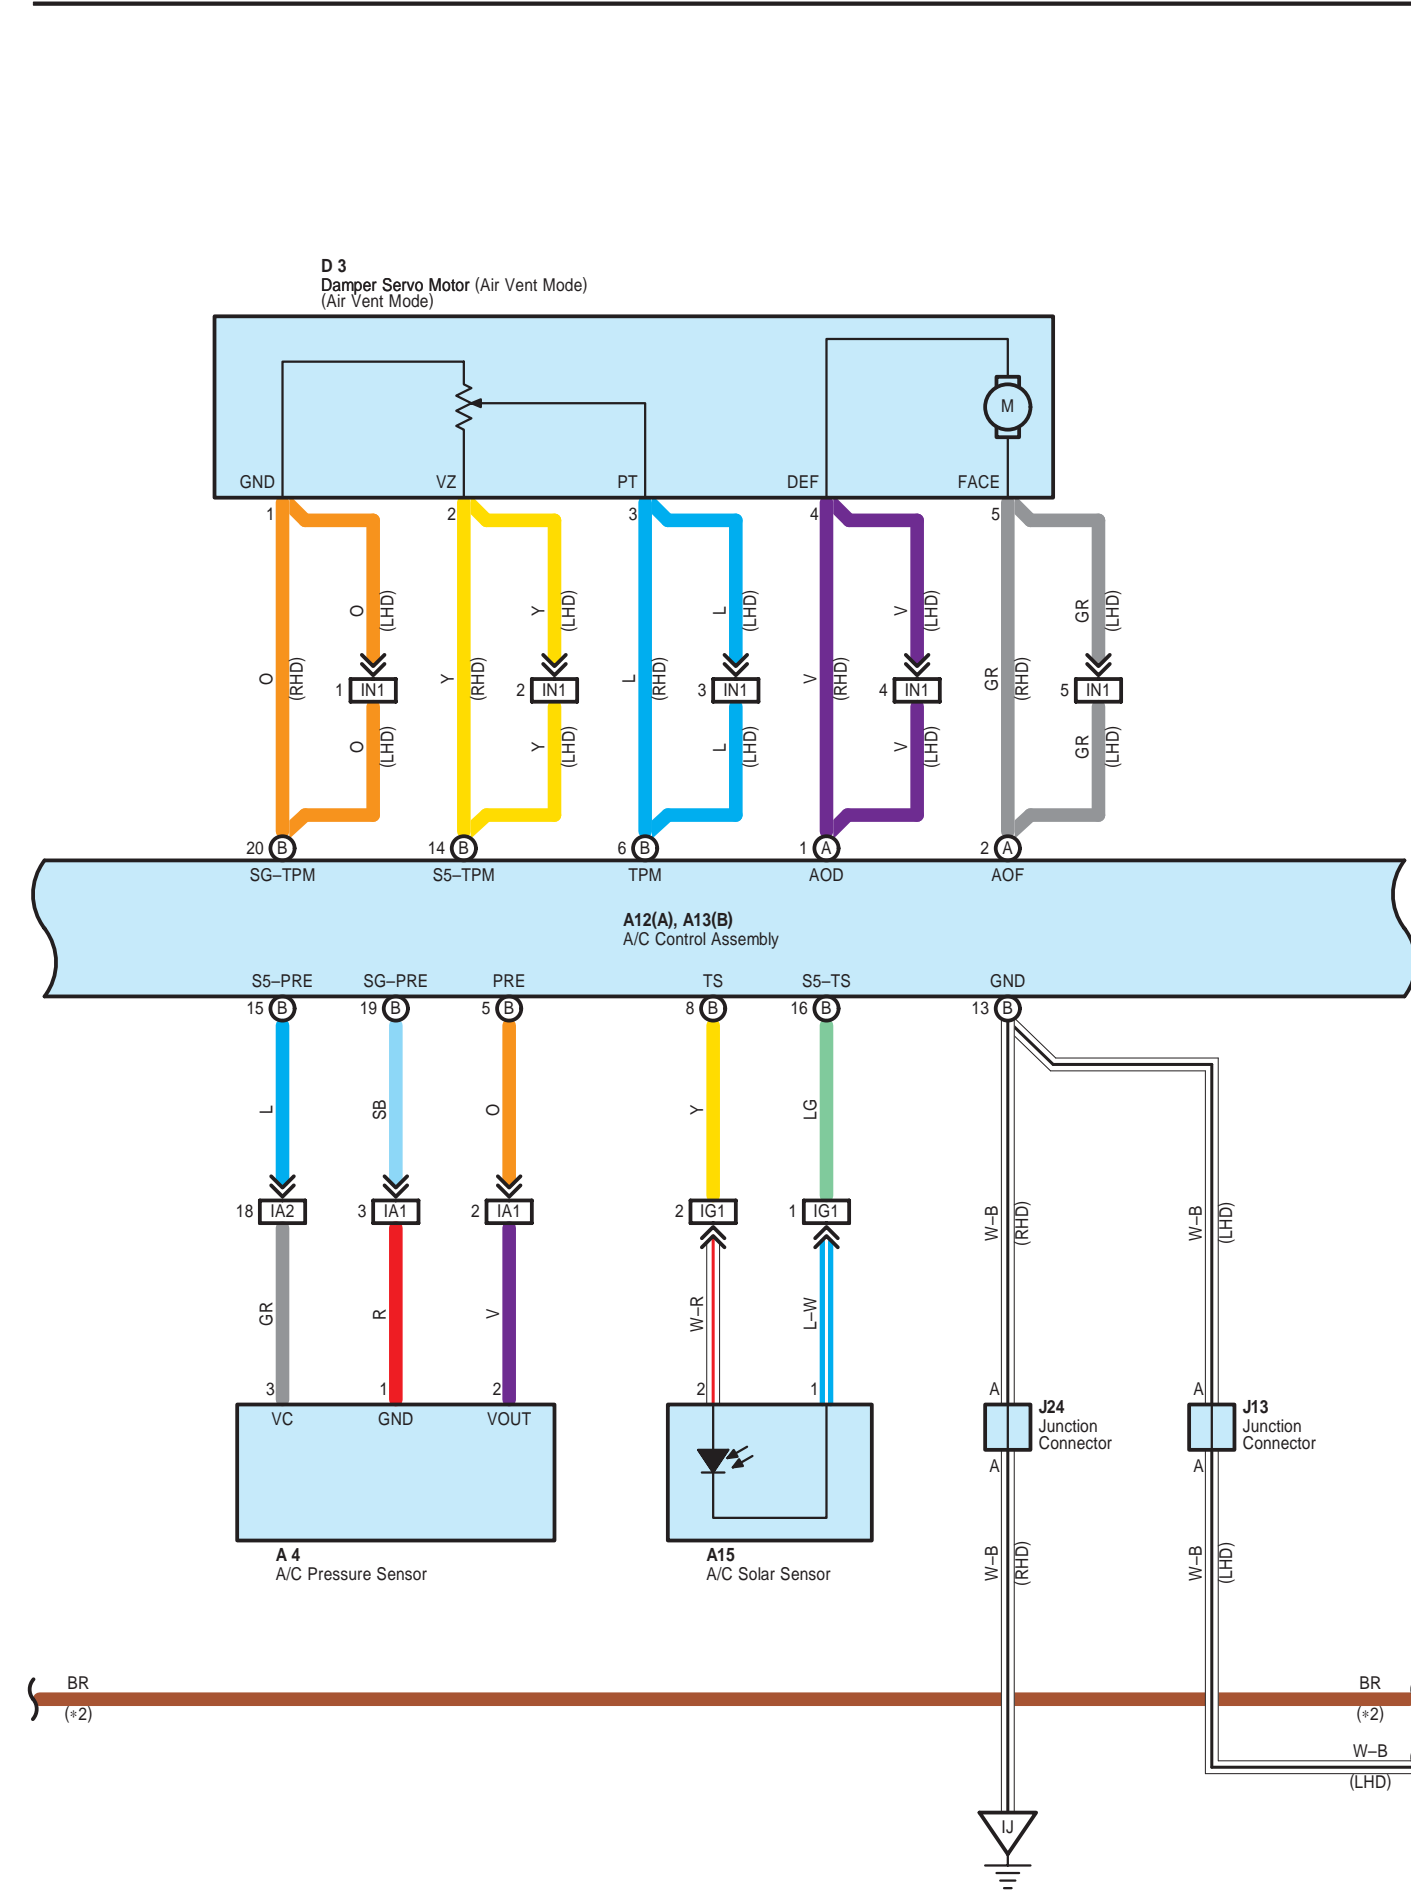 D 3
Damper Servo Motor (Air Vent Mode)
(Air Vent Mode)
M
GND VZ PT DEF FACE
1 2 3 4 5
O (LHD) Y (LHD) L (LHD) V (LHD) GR (LHD)
O (RHD) Y (RHD) L (RHD) V (RHD) GR (RHD)
1 IN1 2 IN1 3 IN1 4 IN1 5 IN1
O (LHD) Y (LHD) L (LHD) V (LHD) GR (LHD)
20 B 14 B 6 B 1 A 2 A
SG–TPM S5–TPM TPM AOD AOF
A12(A), A13(B)
A/C Control Assembly
S5–PRE SG–PRE PRE TS S5–TS GND
15 B 19 B 5 B 8 B 16 B 13 B
L SB O Y LG
18 IA2 3 IA1 2 IA1 2 IG1 1 IG1
W–B (RHD) W–B (LHD)
GR R V W–R L–W
3 1 2 2 1 A A
VC GND VOUT
J24
Junction
Connector
J13
Junction
Connector
A A
A 4
A/C Pressure Sensor
A15
A/C Solar Sensor
W–B (RHD) W–B (LHD)
BR BR
(*2) (*2)
W–B
(LHD)
IJ